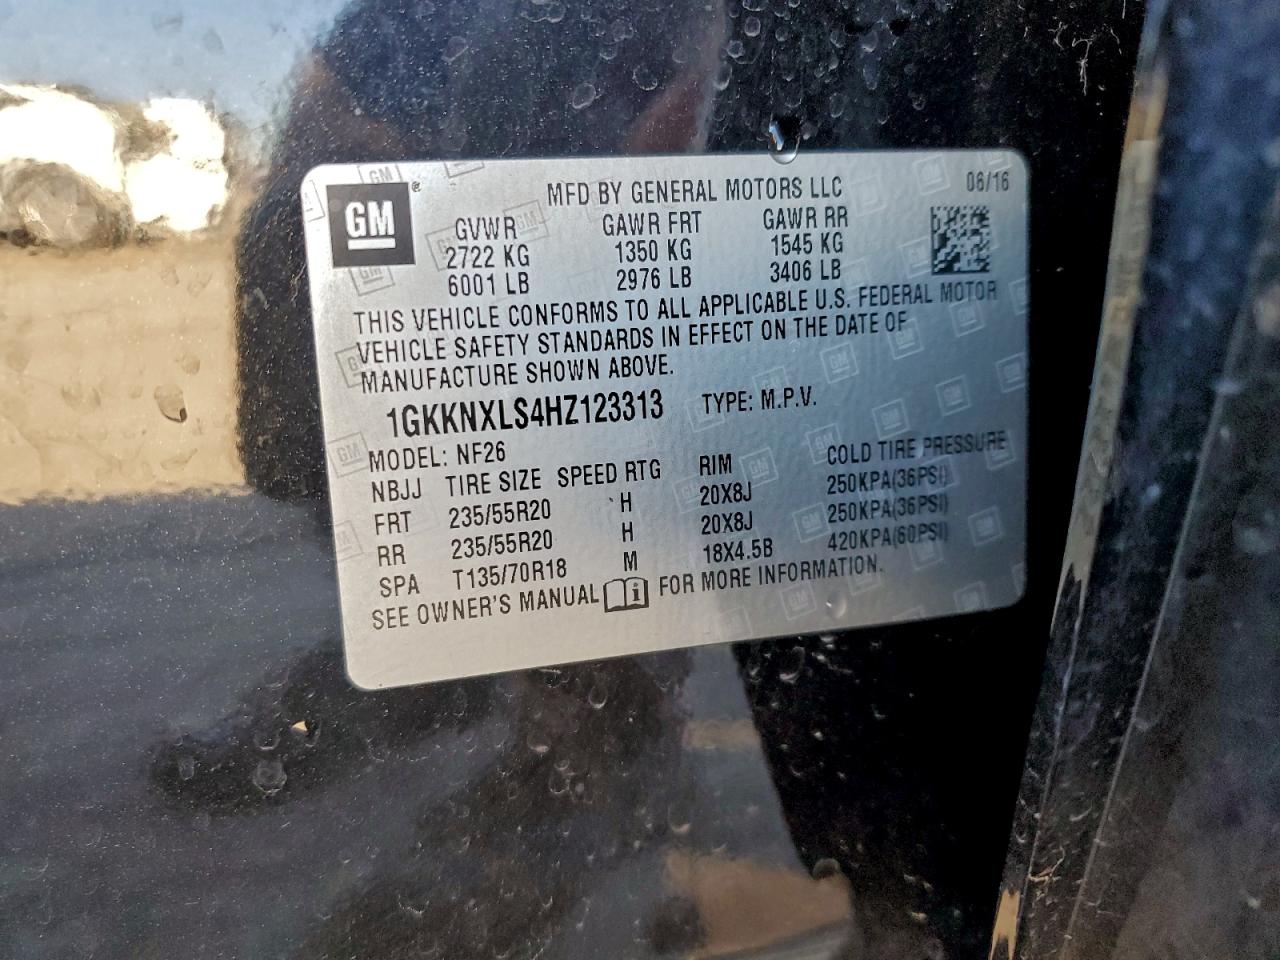 GM®
MFD BY GENERAL MOTORS LLC 06/16
GVWR GAWR FRT GAWR RR
2722 KG 1350 KG 1545 KG
6001 LB 2976 LB 3406 LB
THIS VEHICLE CONFORMS TO ALL APPLICABLE U.S. FEDERAL MOTOR
VEHICLE SAFETY STANDARDS IN EFFECT ON THE DATE OF
MANUFACTURE SHOWN ABOVE.
1GKKNXLS4HZ123313 TYPE: M.P.V.
MODEL: NF26
NBJJ TIRE SIZE SPEED RTG RIM COLD TIRE PRESSURE
FRT 235/55R20 H 20X8J 250KPA(36PSI)
RR 235/55R20 H 20X8J 250KPA(36PSI)
SPA T135/70R18 M 18X4.5B 420KPA(60PSI)
SEE OWNER'S MANUAL i FOR MORE INFORMATION.